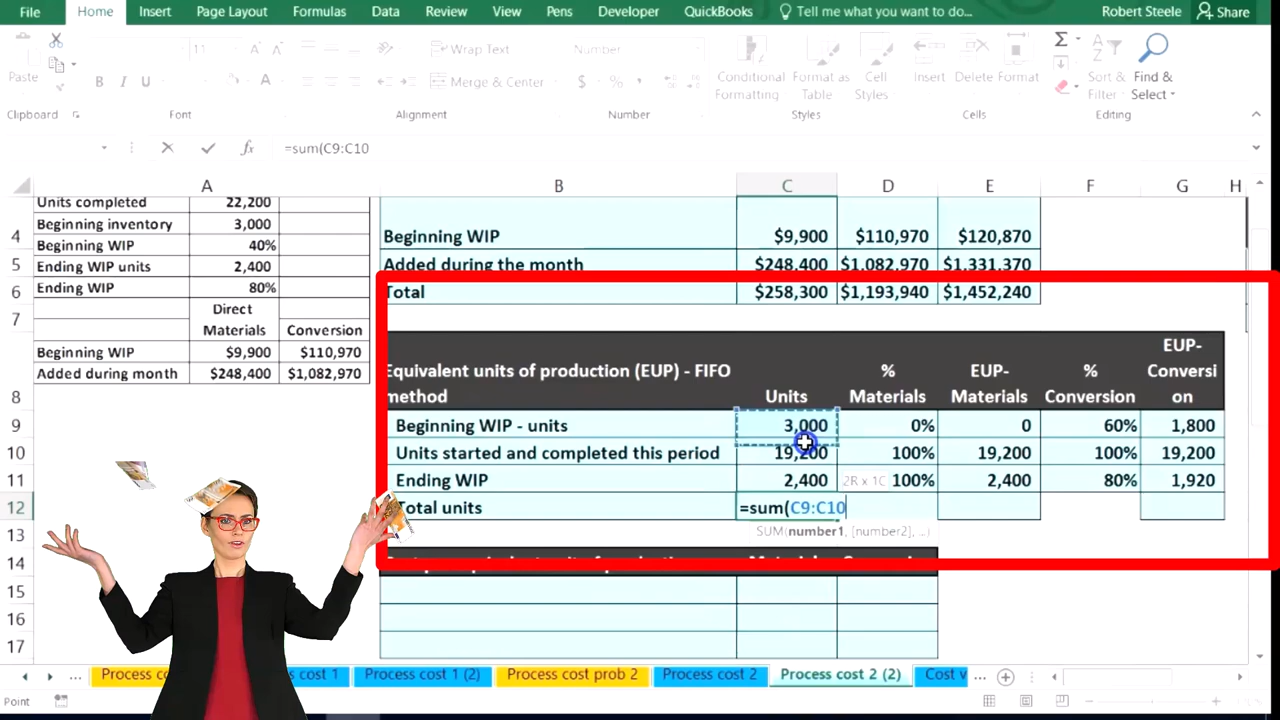 File Home Insert Page Layout Formulas Data Review View Pens Developer QuickBooks Tell me what you want to do... Robert Steele Share
11 A A Wrap Text Number
Paste B I U A Merge & Center $ % Conditional Formatting Format as Table Cell Styles Insert Delete Format Sort & Filter Find & Select
Clipboard Font Alignment Number Styles Cells Editing
fx =sum(C9:C10
A B C D E F G H
Units completed 22,200
Beginning inventory 3,000
4 Beginning WIP 40% Beginning WIP $9,900 $110,970 $120,870
5 Ending WIP units 2,400 Added during the month $248,400 $1,082,970 $1,331,370
6 Ending WIP 80% Total $258,300 $1,193,940 $1,452,240
7 Direct Materials Conversion
Beginning WIP $9,900 $110,970
Added during month $248,400 $1,082,970
8 Equivalent units of production (EUP) - FIFO method Units % Materials EUP- Materials % Conversion EUP- Conversion
9 Beginning WIP - units 3,000 0% 0 60% 1,800
10 Units started and completed this period 19,200 100% 19,200 100% 19,200
11 Ending WIP 2,400 2R x 1C 100% 2,400 80% 1,920
12 Total units =sum(C9:C10
13 SUM(number1, [number2], ...)
14
15
16
17
... Process co s cost 1 Process cost 1 (2) Process cost prob 2 Process cost 2 Process cost 2 (2) Cost v ...
Point